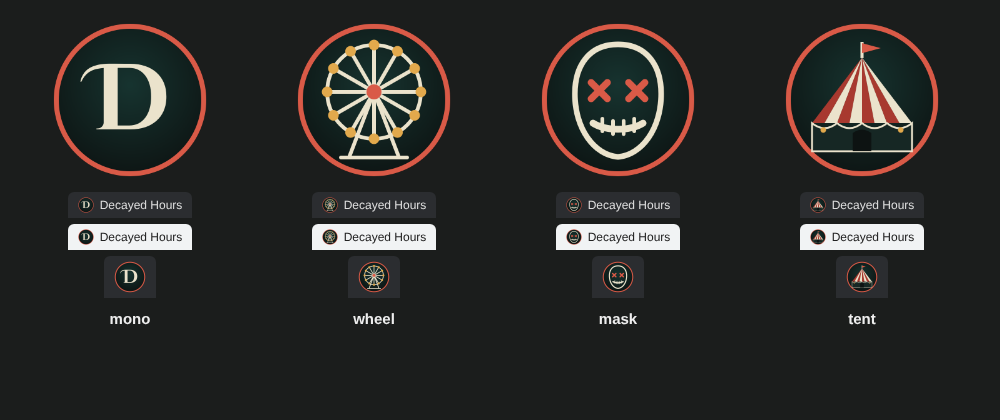 D
Decayed Hours
Decayed Hours
Decayed Hours
Decayed Hours
D Decayed Hours
Decayed Hours
Decayed Hours
Decayed Hours
D
D
mono
wheel
mask
tent